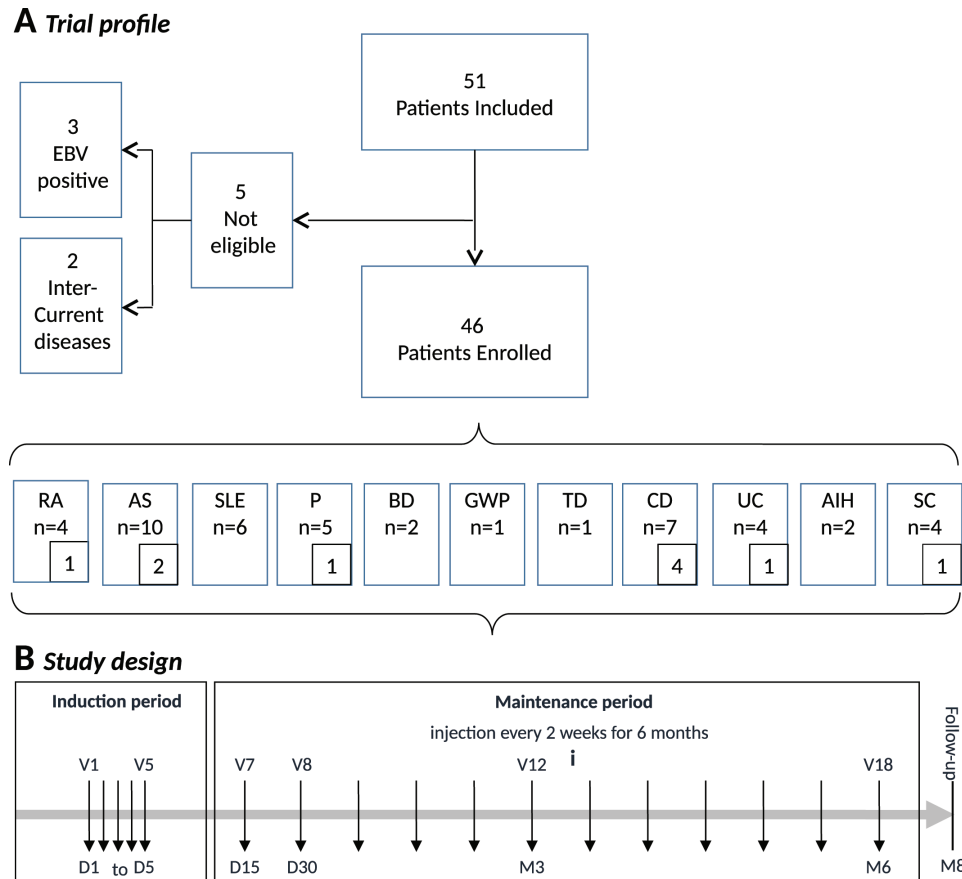 A Trial profile
51
Patients Included
3
EBV
positive
5
Not
eligible
2
Inter-
Current
diseases
46
Patients Enrolled
RA
n=4
1
AS
n=10
2
SLE
n=6
P
n=5
1
BD
n=2
GWP
n=1
TD
n=1
CD
n=7
4
UC
n=4
1
AIH
n=2
SC
n=4
1
B Study design
Induction period
Maintenance period
injection every 2 weeks for 6 months
i
Follow-up
V1 V5 V7 V8 V12 V18
D1 to D5 D15 D30 M3 M6 M8